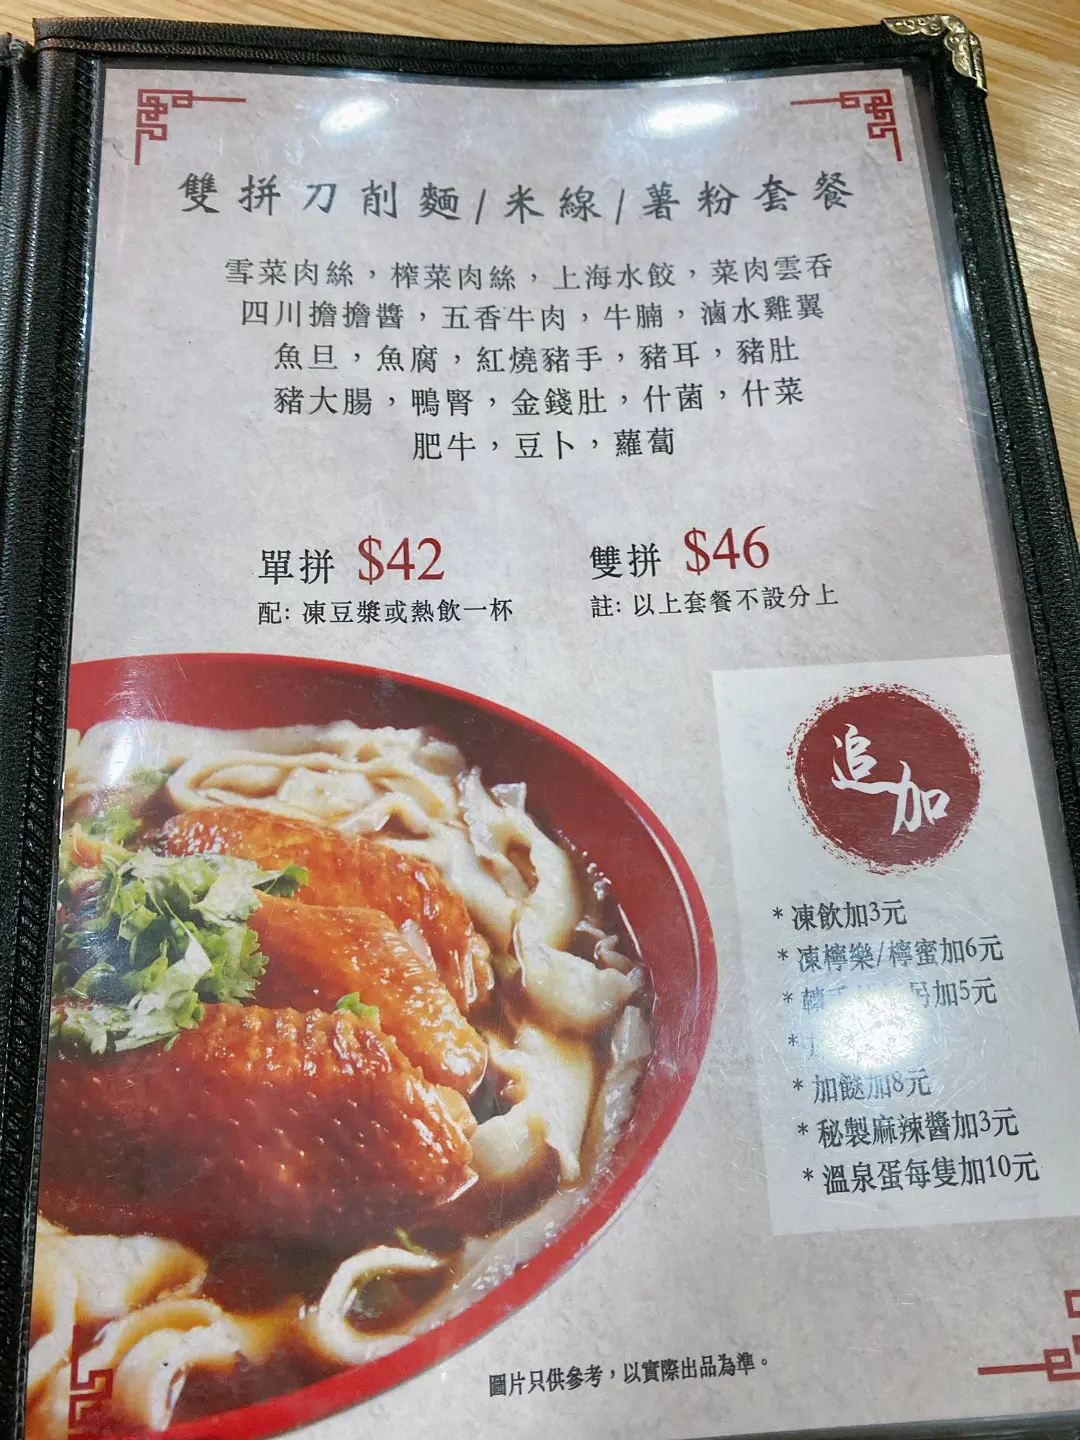 雙拼刀削麵/米線/薯粉套餐
雪菜肉絲，榨菜肉絲，上海水餃，菜肉雲吞
四川擔擔醬，五香牛肉，牛腩，滷水雞翼
魚旦，魚腐，紅燒豬手，豬耳，豬肚
豬大腸，鴨腎，金錢肚，什菌，什菜
肥牛，豆卜，蘿蔔
單拼 $42
配: 凍豆漿或熱飲一杯
雙拼 $46
註: 以上套餐不設分上
追加
* 凍飲加3元
* 凍檸樂/檸蜜加6元
* 轉 另加5元
*
* 加餸加8元
* 秘製麻辣醬加3元
* 溫泉蛋每隻加10元
圖片只供參考，以實際出品為準。